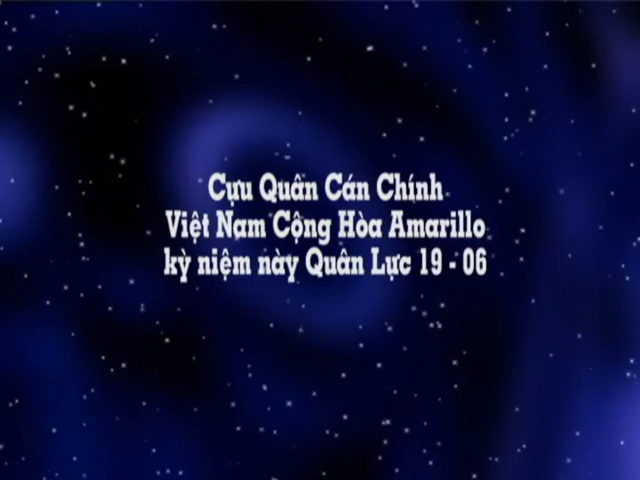 Cựu Quân Cán Chính
Việt Nam Cộng Hòa Amarillo
kỳ niệm này Quân Lực 19 - 06